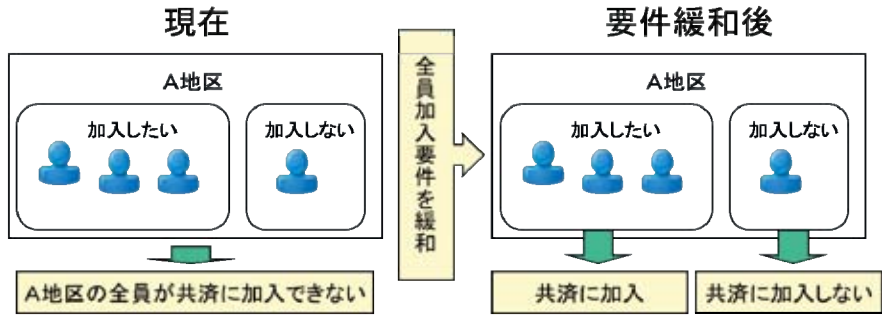 現在
A地区
加入したい
加入しない
A地区の全員が共済に加入できない
全員加入要件を緩和
要件緩和後
A地区
加入したい
加入しない
共済に加入
共済に加入しない